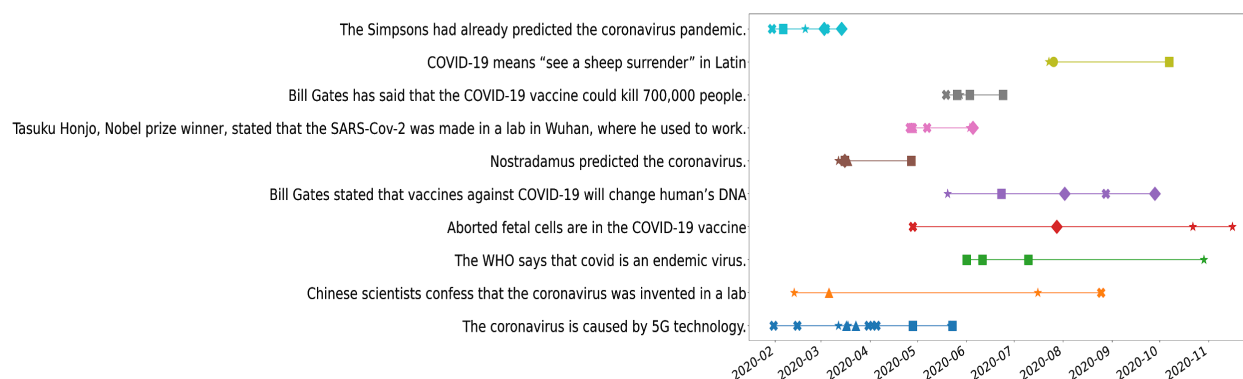 The Simpsons had already predicted the coronavirus pandemic.
COVID-19 means “see a sheep surrender” in Latin
Bill Gates has said that the COVID-19 vaccine could kill 700,000 people.
Tasuku Honjo, Nobel prize winner, stated that the SARS-Cov-2 was made in a lab in Wuhan, where he used to work.
Nostradamus predicted the coronavirus.
Bill Gates stated that vaccines against COVID-19 will change human’s DNA
Aborted fetal cells are in the COVID-19 vaccine
The WHO says that covid is an endemic virus.
Chinese scientists confess that the coronavirus was invented in a lab
The coronavirus is caused by 5G technology.
2020-02 2020-03 2020-04 2020-05 2020-06 2020-07 2020-08 2020-09 2020-10 2020-11